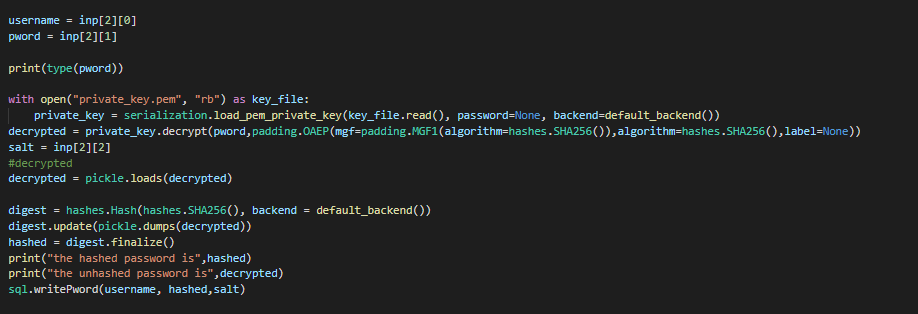 username = inp[2][0]
pword = inp[2][1]
print(type(pword))
with open("private_key.pem", "rb") as key_file:
    private_key = serialization.load_pem_private_key(key_file.read(), password=None, backend=default_backend())
decrypted = private_key.decrypt(pword,padding.OAEP(mgf=padding.MGF1(algorithm=hashes.SHA256()),algorithm=hashes.SHA256(),label=None))
salt = inp[2][2]
#decrypted
decrypted = pickle.loads(decrypted)
digest = hashes.Hash(hashes.SHA256(), backend = default_backend())
digest.update(pickle.dumps(decrypted))
hashed = digest.finalize()
print("the hashed password is",hashed)
print("the unhashed password is",decrypted)
sql.writePword(username, hashed,salt)